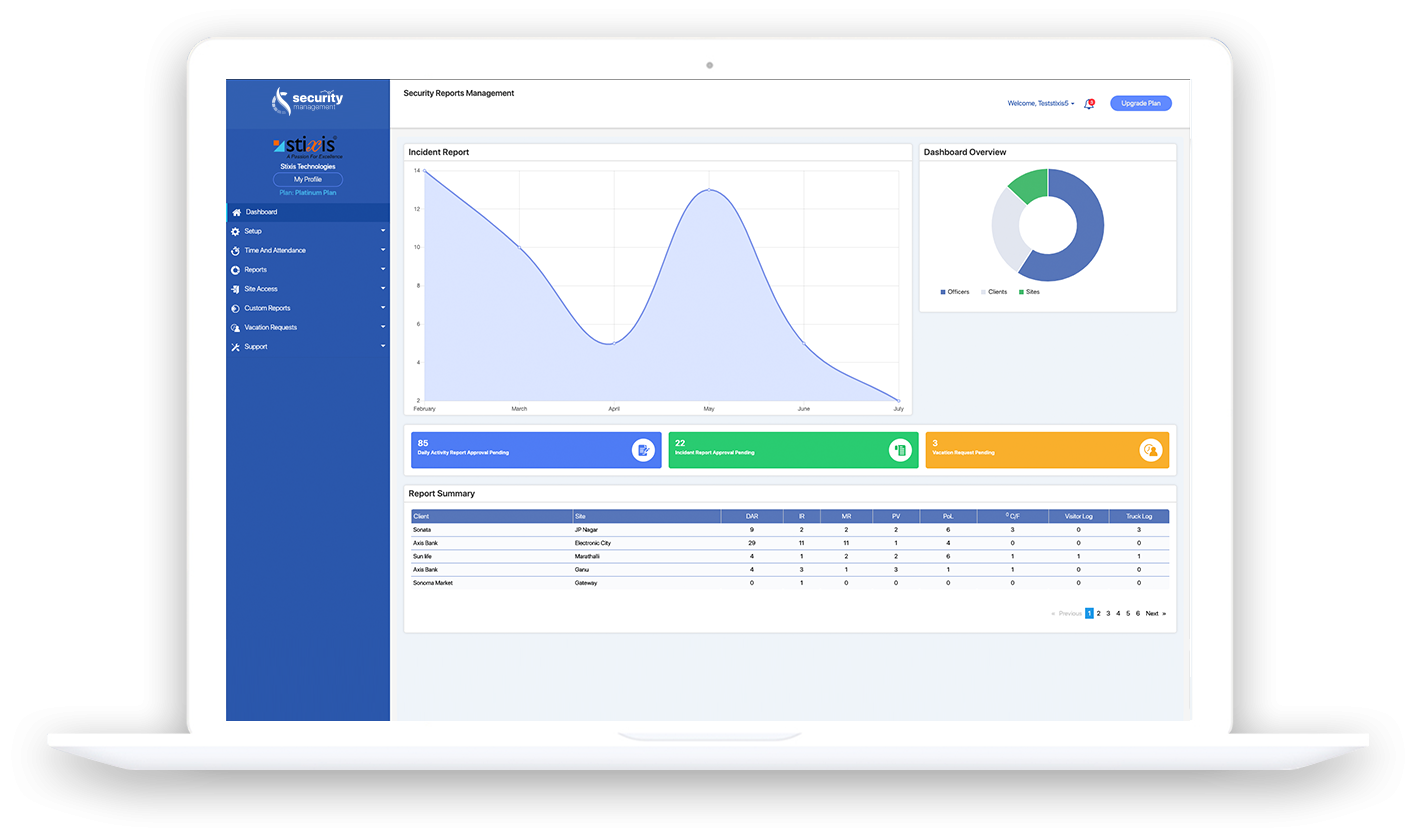 security
management
stixis
A Passion For Excellence
Stixis Technologies
My Profile
Plan: Platinum Plan
Dashboard
Setup
Time And Attendance
Reports
Site Access
Custom Reports
Vacation Requests
Support
Security Reports Management
Welcome, Teststixis5
Upgrade Plan
Incident Report
14
12
10
8
6
4
2
February March April May June July
Dashboard Overview
Officers Clients Sites
85
Daily Activity Report Approval Pending
22
Incident Report Approval Pending
3
Vacation Request Pending
Report Summary
Client Site DAR IR MR PV Pol. C/F Visitor Log Truck Log
Sonata JP Nagar 9 2 2 2 6 3 0 3
Axis Bank Electronic City 29 11 11 1 4 0 0 0
Sun life Marathalli 4 1 2 2 6 1 1 1
Axis Bank Ganu 4 3 1 3 1 1 0 0
Sonoma Market Gateway 0 1 0 0 0 0 0 0
« Previous 1 2 3 4 5 6 Next »